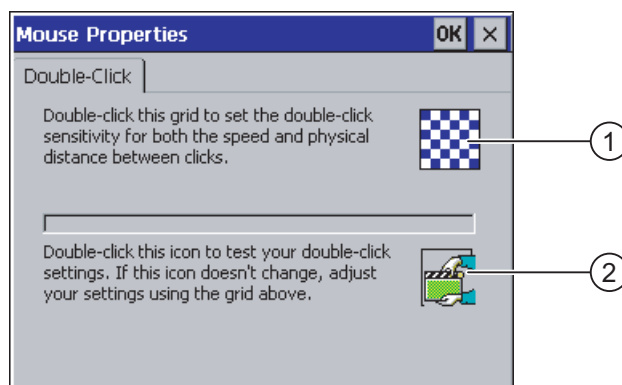 Mouse Properties OK ×
Double-Click
Double-click this grid to set the double-click
sensitivity for both the speed and physical
distance between clicks.
1
Double-click this icon to test your double-click
settings. If this icon doesn't change, adjust
your settings using the grid above.
2